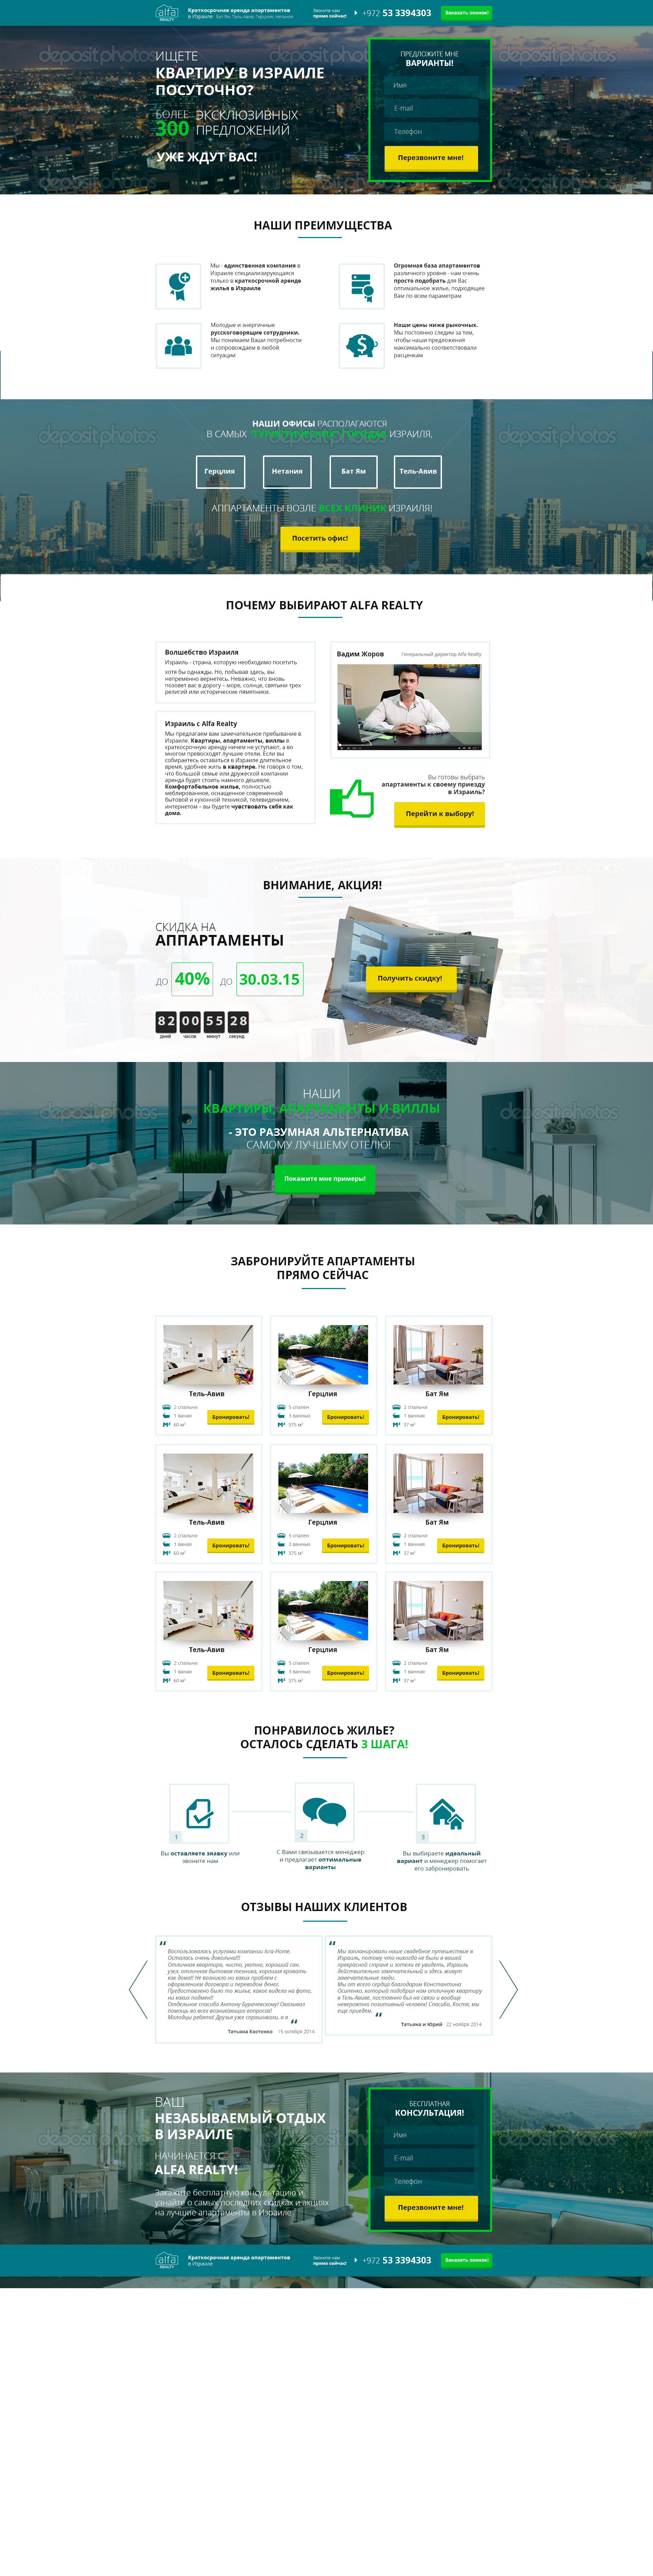 alfa
REALTY
Краткосрочная аренда апартаментов
в Израиле Бат Ям, Тель Авив, Герцлия, Нетания
Звоните нам
прямо сейчас!
+972 53 3394303
Заказать звонок!
ИЩЕТЕ
КВАРТИРУ В ИЗРАИЛЕ
ПОСУТОЧНО?
БОЛЕЕ
300
ЭКСКЛЮЗИВНЫХ
ПРЕДЛОЖЕНИЙ
УЖЕ ЖДУТ ВАС!
ПРЕДЛОЖИТЕ МНЕ
ВАРИАНТЫ!
Имя
E-mail
Телефон
Перезвоните мне!
depositphotos
НАШИ ПРЕИМУЩЕСТВА
Мы - единственная компания в
Израиле специализирующаяся
только в краткосрочной аренде
жилья в Израиле
Огромная база апартаментов
различного уровня - нам очень
просто подобрать для Вас
оптимальное жилье, подходящее
Вам по всем параметрам
Молодые и энергичные
русскоговорящие сотрудники.
Мы понимаем Ваши потребности
и сопровождаем в любой
ситуации
Наши цены ниже рыночных.
Мы постоянно следим за тем,
чтобы наши предложения
максимально соответствовали
расценкам
НАШИ ОФИСЫ РАСПОЛАГАЮТСЯ
В САМЫХ ИЗРАИЛЯ,
Герцлия
Нетания
Бат Ям
Тель-Авив
АППАРТАМЕНТЫ ВОЗЛЕ ВСЕХ КЛИНИК ИЗРАИЛЯ!
Посетить офис!
depositphotos
ПОЧЕМУ ВЫБИРАЮТ ALFA REALTY
Волшебство Израиля
Израиль - страна, которую необходимо посетить
хотя бы однажды. Но, побывав здесь, вы
непременно вернетесь. Неважно, что вновь
позовет вас в дорогу – море, солнце, святыни трех
религий или исторические памятники.
Израиль с Alfa Realty
Мы предлагаем вам замечательное пребывание в
Израиле. Квартиры, апартаменты, виллы в
краткосрочную аренду ничем не уступают, а во
многом превосходят лучшие отели. Если вы
собираетесь оставаться в Израиле длительное
время, удобнее жить в квартире. Не говоря о том,
что большой семье или дружеской компании
аренда будет стоить намного дешевле.
Комфортабельное жилье, полностью
меблированное, оснащенное современной
бытовой и кухонной техникой, телевидением,
интернетом – вы будете чувствовать себя как
дома.
Вадим Жоров
Генеральный директор Alfa Realty
Вы готовы выбрать
апартаменты к своему приезду
в Израиль?
Перейти к выбору!
ВНИМАНИЕ, АКЦИЯ!
СКИДКА НА
АППАРТАМЕНТЫ
ДО 40% ДО 30.03.15
82 00 55 28
дней часов минут секунд
Получить скидку!
НАШИ
КВАРТИРЫ, АПАРТАМЕНТЫ И ВИЛЛЫ
- ЭТО РАЗУМНАЯ АЛЬТЕРНАТИВА
САМОМУ ЛУЧШЕМУ ОТЕЛЮ!
Покажите мне примеры!
depositphotos
ЗАБРОНИРУЙТЕ АПАРТАМЕНТЫ
ПРЯМО СЕЙЧАС
Тель-Авив
2 спальни
1 ваная
60 м²
Бронировать!
Герцлия
5 спален
3 ванных
375 м²
Бронировать!
Бат Ям
2 спальни
1 ванная
37 м²
Бронировать!
Тель-Авив
2 спальни
1 ваная
60 м²
Бронировать!
Герцлия
5 спален
3 ванных
375 м²
Бронировать!
Бат Ям
2 спальни
1 ванная
37 м²
Бронировать!
Тель-Авив
2 спальни
1 ваная
60 м²
Бронировать!
Герцлия
5 спален
3 ванных
375 м²
Бронировать!
Бат Ям
2 спальни
1 ванная
37 м²
Бронировать!
ПОНРАВИЛОСЬ ЖИЛЬЕ?
ОСТАЛОСЬ СДЕЛАТЬ 3 ШАГА!
1
Вы оставляете зяавку или
звоните нам
2
С Вами связывается менеджер
и предлагает оптимальные
варианты
3
Вы выбираете идеальный
вариант и менеджер помогает
его забронировать
ОТЗЫВЫ НАШИХ КЛИЕНТОВ
Воспользовалась услугами компании Isra-Home.
Осталась очень довольна!!!
Отличная квартира, чисто, уютно, хороший сан.
узел, отличная бытовая техника, хорошая кровать
как дома!! Не возникло ни каких проблем с
оформлением договора и переводом денег.
Предоставлено было то жилье, какое видела на фото,
ни каких подмен!!
Отдельное спасибо Антону Бурачевскому! Оказывал
помощь во всех возникающих вопросах!
Молодцы ребята! Друзья уже спрашивали, а я
Татьяна Костенко 15 октября 2014
Мы запланировали наше свадебное путешествие в
Израиль, потому что никогда не были в вашей
прекрасной стране и хотели ее увидеть. Израиль
действительно замечательный и здесь живут
замечательные люди.
Мы от всего сердца благодарим Константина
Осипенко, который подобрал нам отличную квартиру
в Тель Авиве, постоянно был на связи и вообще
невероятно позитивный человек! Спасибо, Костя, мы
еще приедем.
Татьяна и Юрий 22 ноября 2014
ВАШ
НЕЗАБЫВАЕМЫЙ ОТДЫХ
В ИЗРАИЛЕ
НАЧИНАЕТСЯ С
ALFA REALTY!
Закажите бесплатную консультацию и
узнайте о самых последних скидках и акциях
на лучшие апартаменты в Израиле
БЕСПЛАТНАЯ
КОНСУЛЬТАЦИЯ!
Имя
E-mail
Телефон
Перезвоните мне!
alfa
REALTY
Краткосрочная аренда апартаментов
в Израиле
Звоните нам
прямо сейчас!
+972 53 3394303
Заказать звонок!